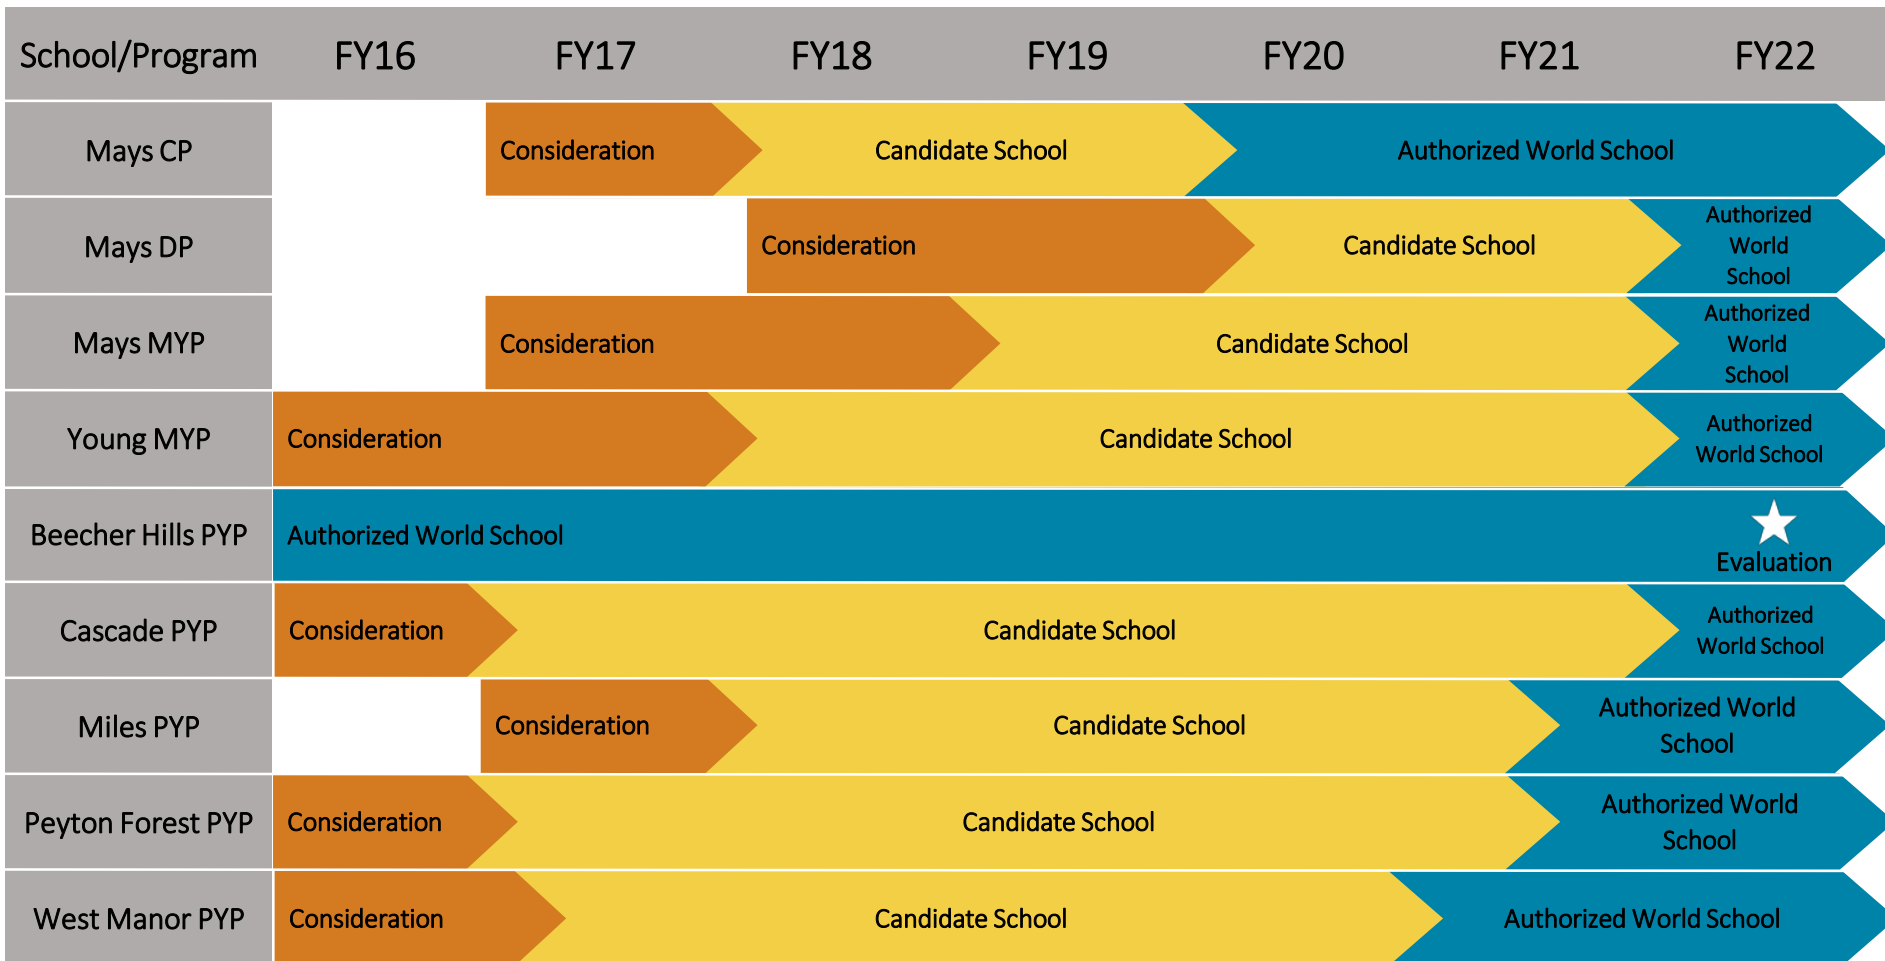 School/Program FY16 FY17 FY18 FY19 FY20 FY21 FY22
Mays CP Consideration Candidate School Authorized World School
Mays DP Consideration Candidate School Authorized
World
School
Mays MYP Consideration Candidate School Authorized
World
School
Young MYP Consideration Candidate School Authorized
World School
Beecher Hills PYP Authorized World School
Evaluation
Cascade PYP Consideration Candidate School Authorized
World School
Miles PYP Consideration Candidate School Authorized World
School
Peyton Forest PYP Consideration Candidate School Authorized World
School
West Manor PYP Consideration Candidate School Authorized World School